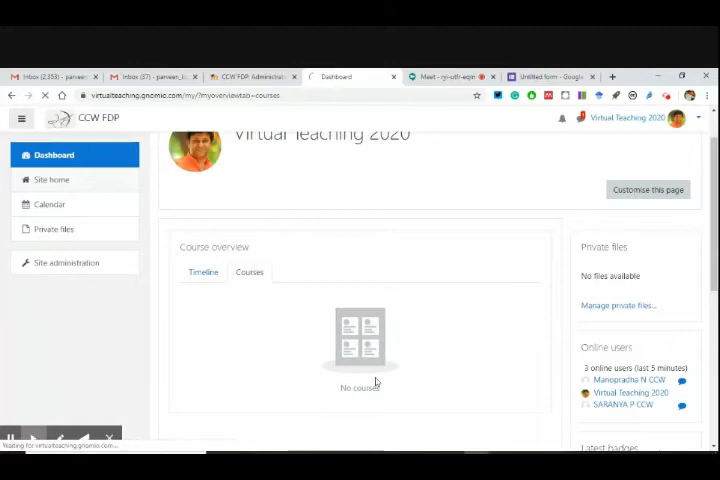 Inbox (2,353) - parveen
Inbox (37) - parveen_
CCW FDP: Administrat
Dashboard
Meet - ryr-uth-eqm
Untitled form - Google
virtualteaching.gnomio.com/my/?myoverviewtab=courses
CCW FDP
Virtual Teaching 2020
Dashboard
Site home
Calendar
Private files
Site administration
Virtual Teaching 2020
Customise this page
Course overview
Timeline
Courses
No courses
Private files
No files available
Manage private files...
Online users
3 online users (last 5 minutes)
Manopradha N CCW
Virtual Teaching 2020
SARANYA P CCW
Latest badges
Waiting for virtualteaching.gnomio.com...